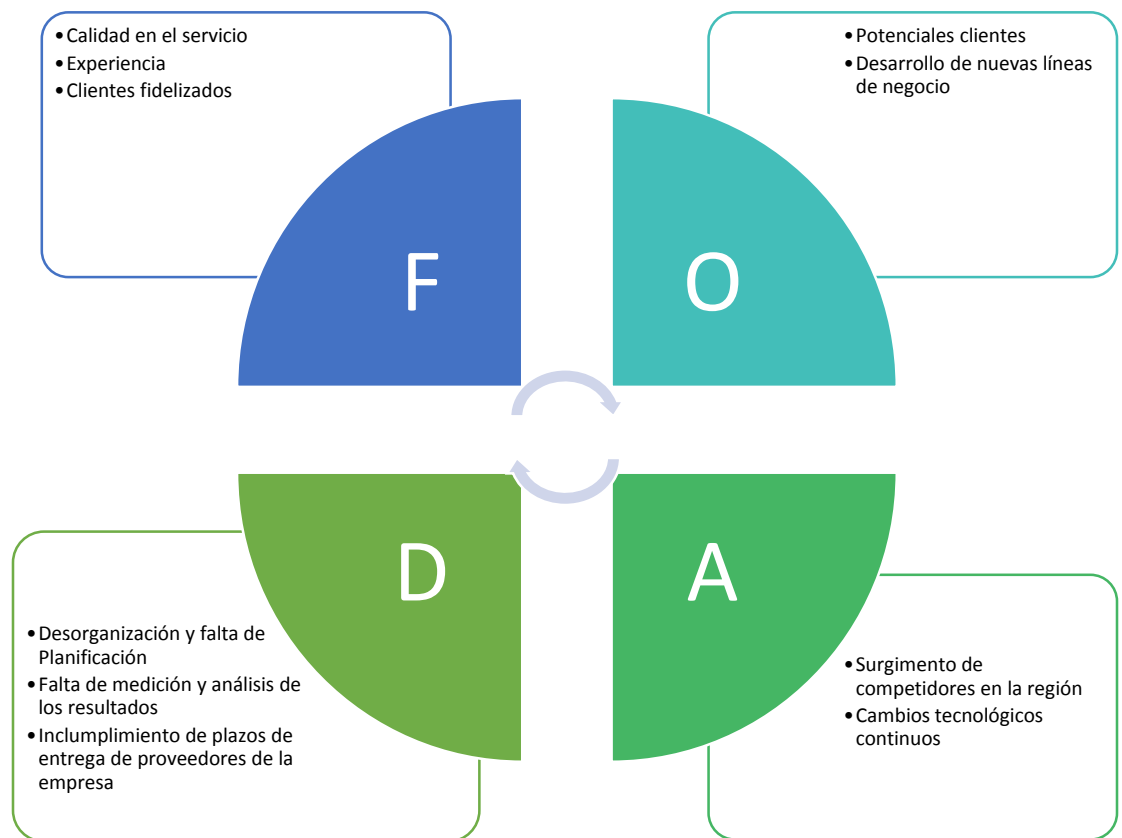 • Calidad en el servicio
• Experiencia
• Clientes fidelizados
• Potenciales clientes
• Desarrollo de nuevas líneas
de negocio
F
O
D
A
• Desorganización y falta de
Planificación
• Falta de medición y análisis de
los resultados
• Inclumplimiento de plazos de
entrega de proveedores de la
empresa
• Surgimento de
competidores en la región
• Cambios tecnológicos
continuos